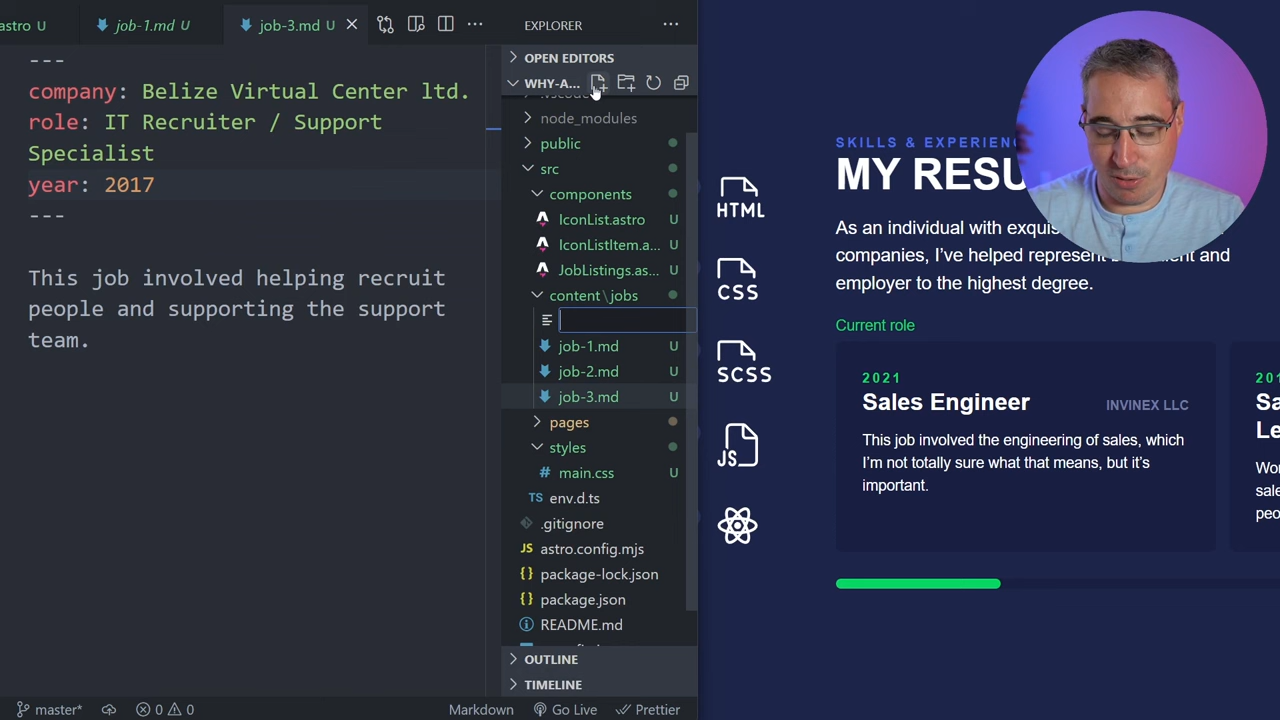 astro U
job-1.md U
job-3.md U
---
company: Belize Virtual Center ltd.
role: IT Recruiter / Support
Specialist
year: 2017
---
This job involved helping recruit
people and supporting the support
team.
EXPLORER
OPEN EDITORS
WHY-A...
node_modules
public
src
components
IconList.astro U
IconListItem.a... U
JobListings.as... U
content\jobs
job-1.md U
job-2.md U
job-3.md U
pages
styles
# main.css U
TS env.d.ts
.gitignore
JS astro.config.mjs
{} package-lock.json
{} package.json
README.md
OUTLINE
TIMELINE
master*
0 0
Markdown
Go Live
Prettier
HTML
CSS
SCSS
JS
SKILLS & EXPERIENC
MY RESU
As an individual with exquis
companies, I've helped represent
and
employer to the highest degree.
Current role
2021
Sales Engineer
INVINEX LLC
This job involved the engineering of sales, which
I'm not totally sure what that means, but it's
important.
201
Sa
Le
Wor
sale
peo